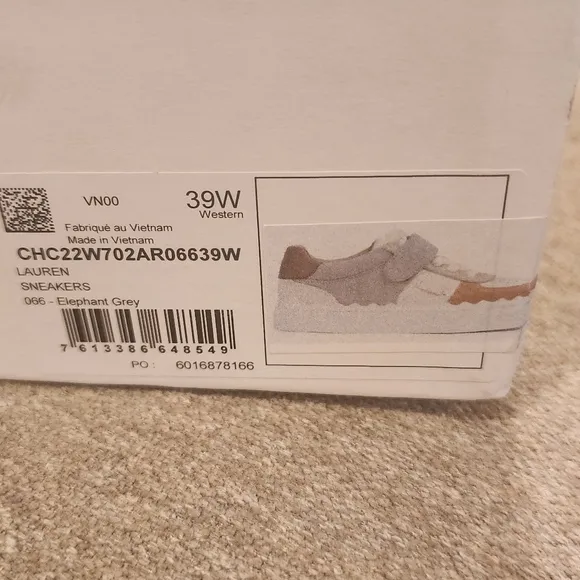 VN00
39W
Western
Fabriqué au Vietnam
Made in Vietnam
CHC22W702AR06639W
LAUREN
SNEAKERS
066 - Elephant Grey
7 613386 648549
PO : 6016878166